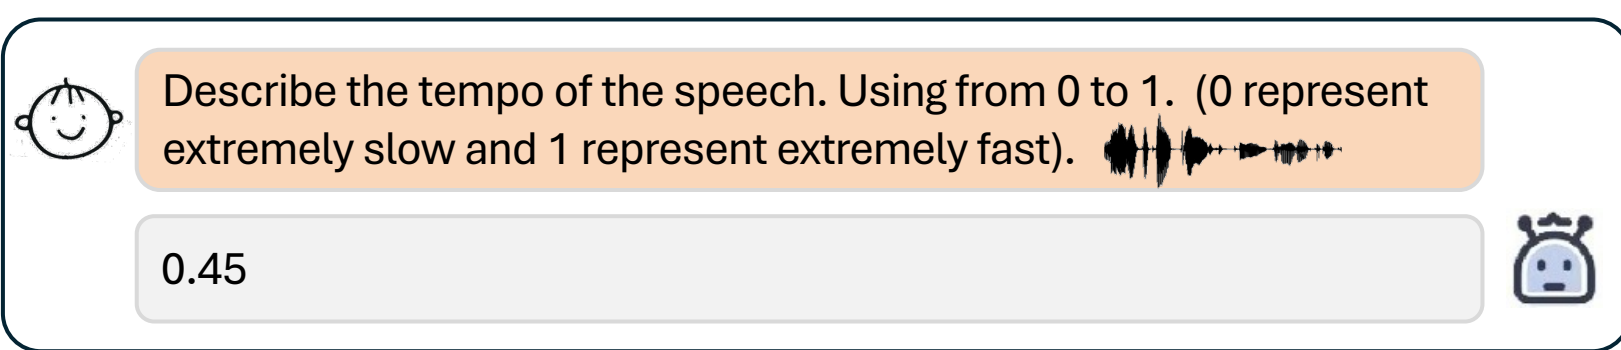 Describe the tempo of the speech. Using from 0 to 1. (0 represent
extremely slow and 1 represent extremely fast).
0.45